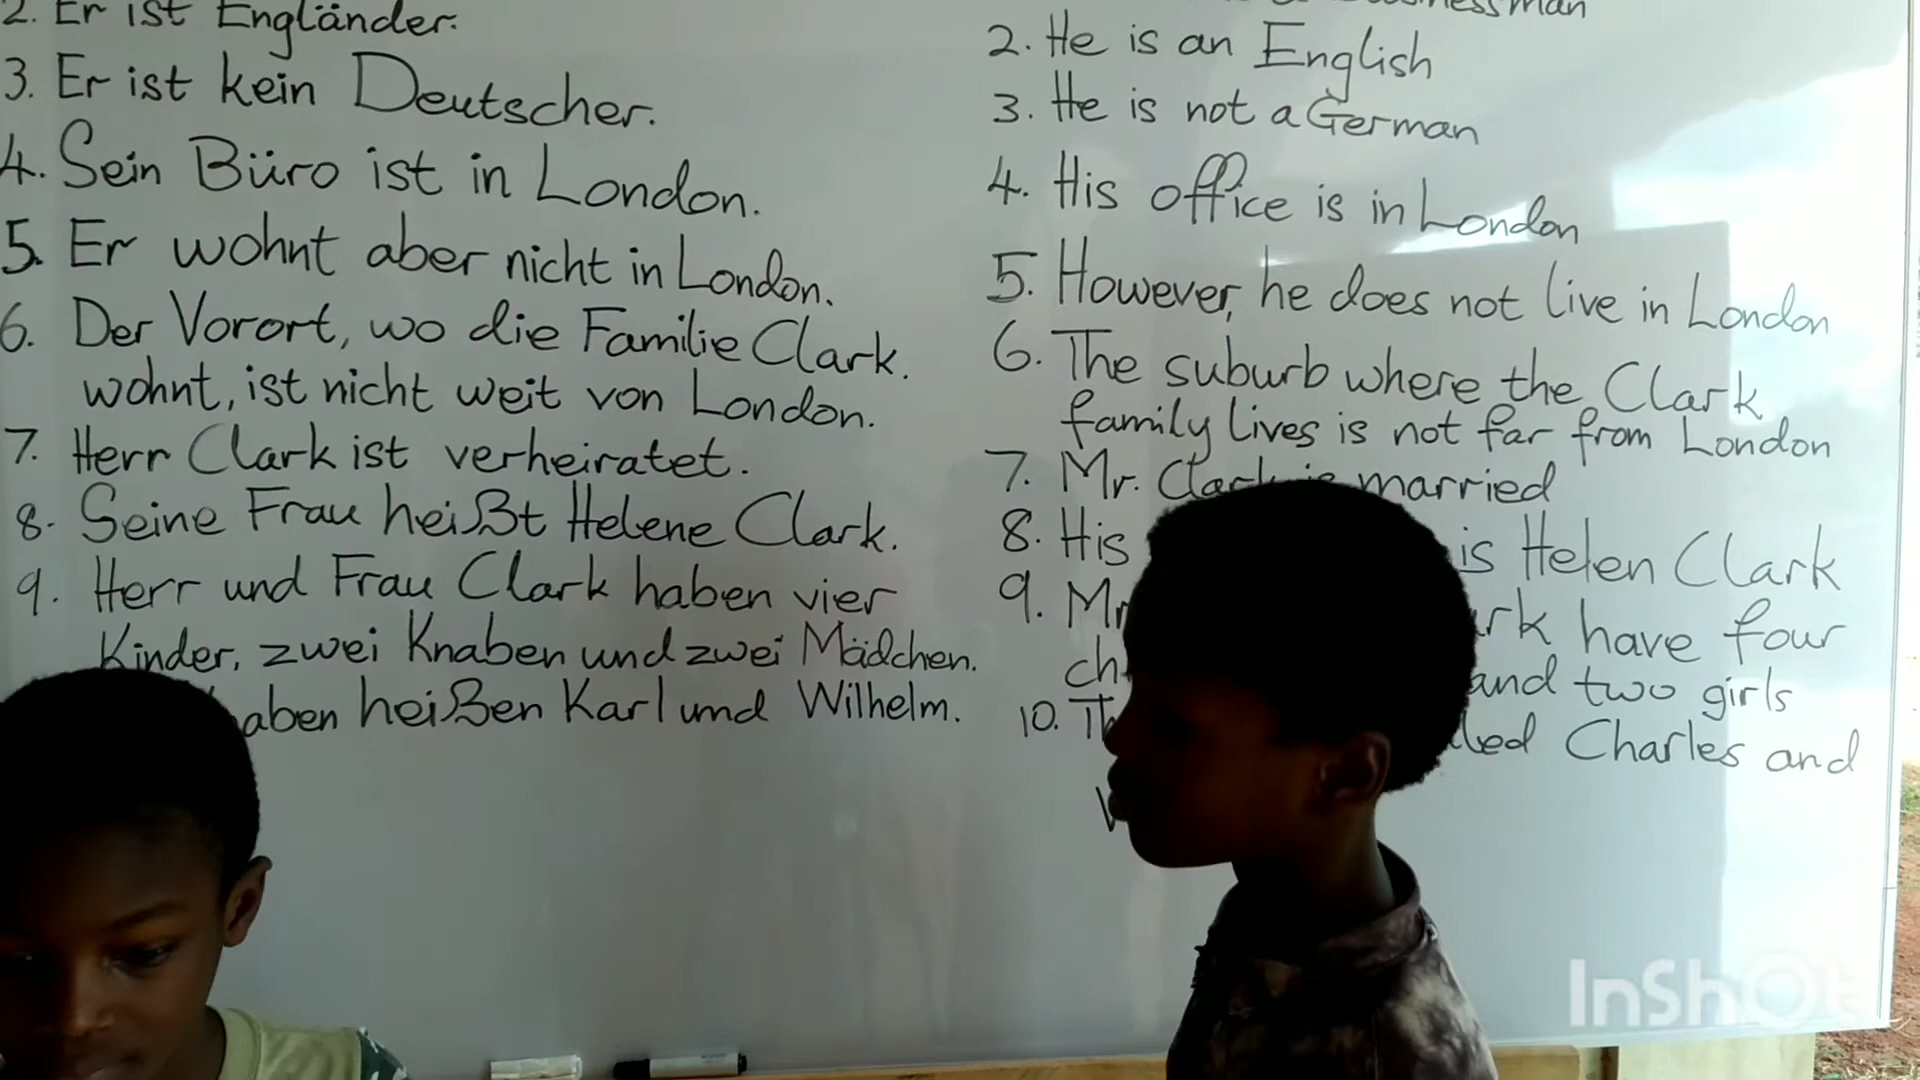 2. Er ist Engländer.
3. Er ist kein Deutscher.
4. Sein Büro ist in London.
5. Er wohnt aber nicht in London.
6. Der Vorort, wo die Familie Clark.
wohnt, ist nicht weit von London.
7. Herr Clark ist verheiratet.
8. Seine Frau heißt Helene Clark.
9. Herr und Frau Clark haben vier
Kinder, zwei Knaben und zwei Mädchen.
heißen Karl und Wilhelm.
2. He is an English
3. He is not a German
4. His office is in London
5. However, he does not live in London
6. The suburb where the Clark
family lives is not far from London
7. Mr. Clark is married
8. His is Helen Clark
9. have four
and two girls
10. Charles and
InShOt